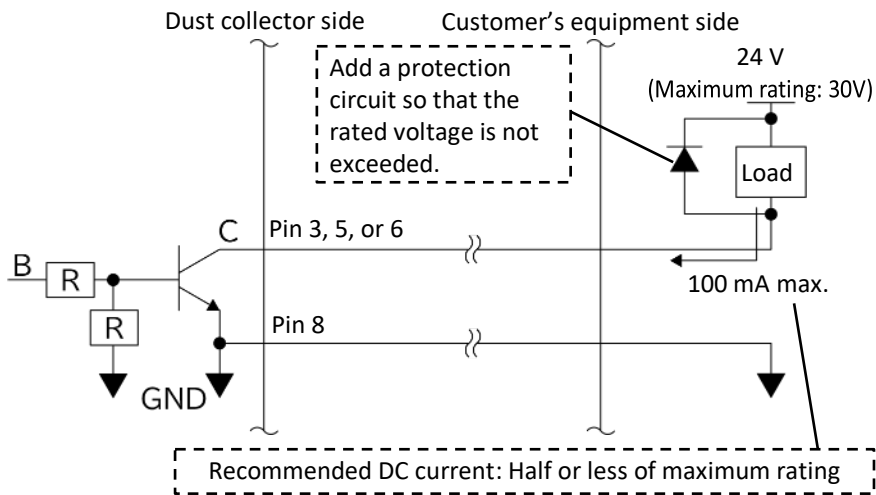 Dust collector side
Customer’s equipment side
Add a protection
circuit so that the
rated voltage is not
exceeded.
24 V
(Maximum rating: 30V)
Load
C
Pin 3, 5, or 6
B
R
100 mA max.
R
Pin 8
GND
Recommended DC current: Half or less of maximum rating